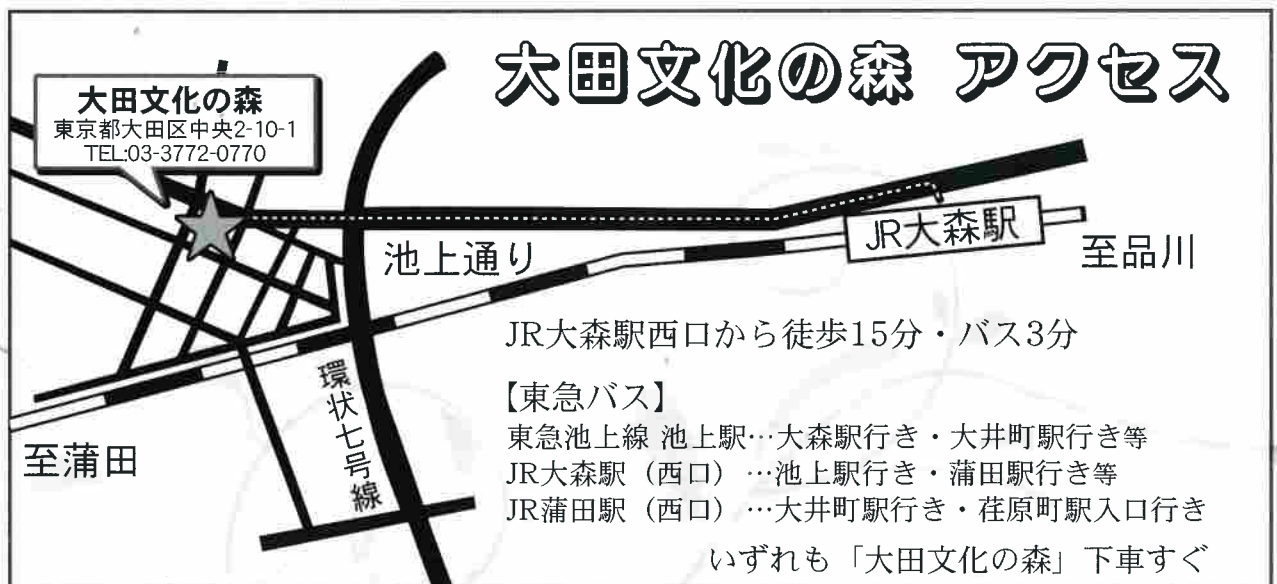 大田文化の森 アクセス
大田文化の森
東京都大田区中央2-10-1
TEL:03-3772-0770
池上通り
JR大森駅
至品川
環状七号線
至蒲田
JR大森駅西口から徒歩15分・バス3分
【東急バス】
東急池上線 池上駅…大森駅行き・大井町駅行き等
JR大森駅（西口）…池上駅行き・蒲田駅行き等
JR蒲田駅（西口）…大井町駅行き・荏原町駅入口行き
いずれも「大田文化の森」下車すぐ